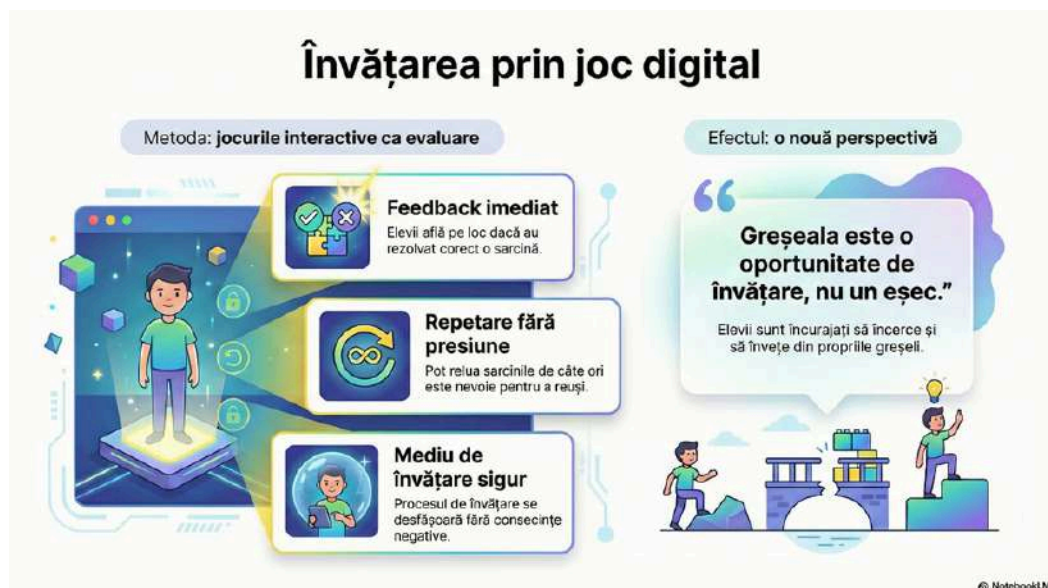 Învățarea prin joc digital
Metoda: jocurile interactive ca evaluare
Feedback imediat
Elevii află pe loc dacă au
rezolvat corect o sarcină.
Repetare fără
presiune
Pot relua sarcinile de câte ori
este nevoie pentru a reuși.
Mediu de
învățare sigur
Procesul de învățare se
desfășoară fără consecințe
negative.
Efectul: o nouă perspectivă
“
Greșeala este o
oportunitate de
învățare, nu un eșec.”
Elevii sunt încurajați să încerce și
să învețe din propriile greșeli.